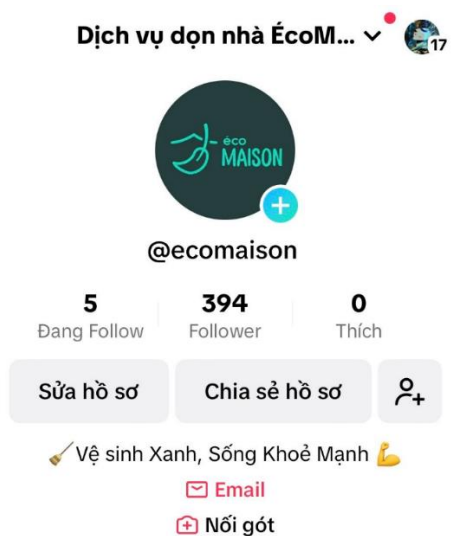 Dịch vụ dọn nhà ÉcoM...
17
éco
MAISON
@ecomaison
5 394 0
Đang Follow Follower Thích
Sửa hồ sơ Chia sẻ hồ sơ
🧹Vệ sinh Xanh, Sống Khoẻ Mạnh 💪
Email
Nối gót